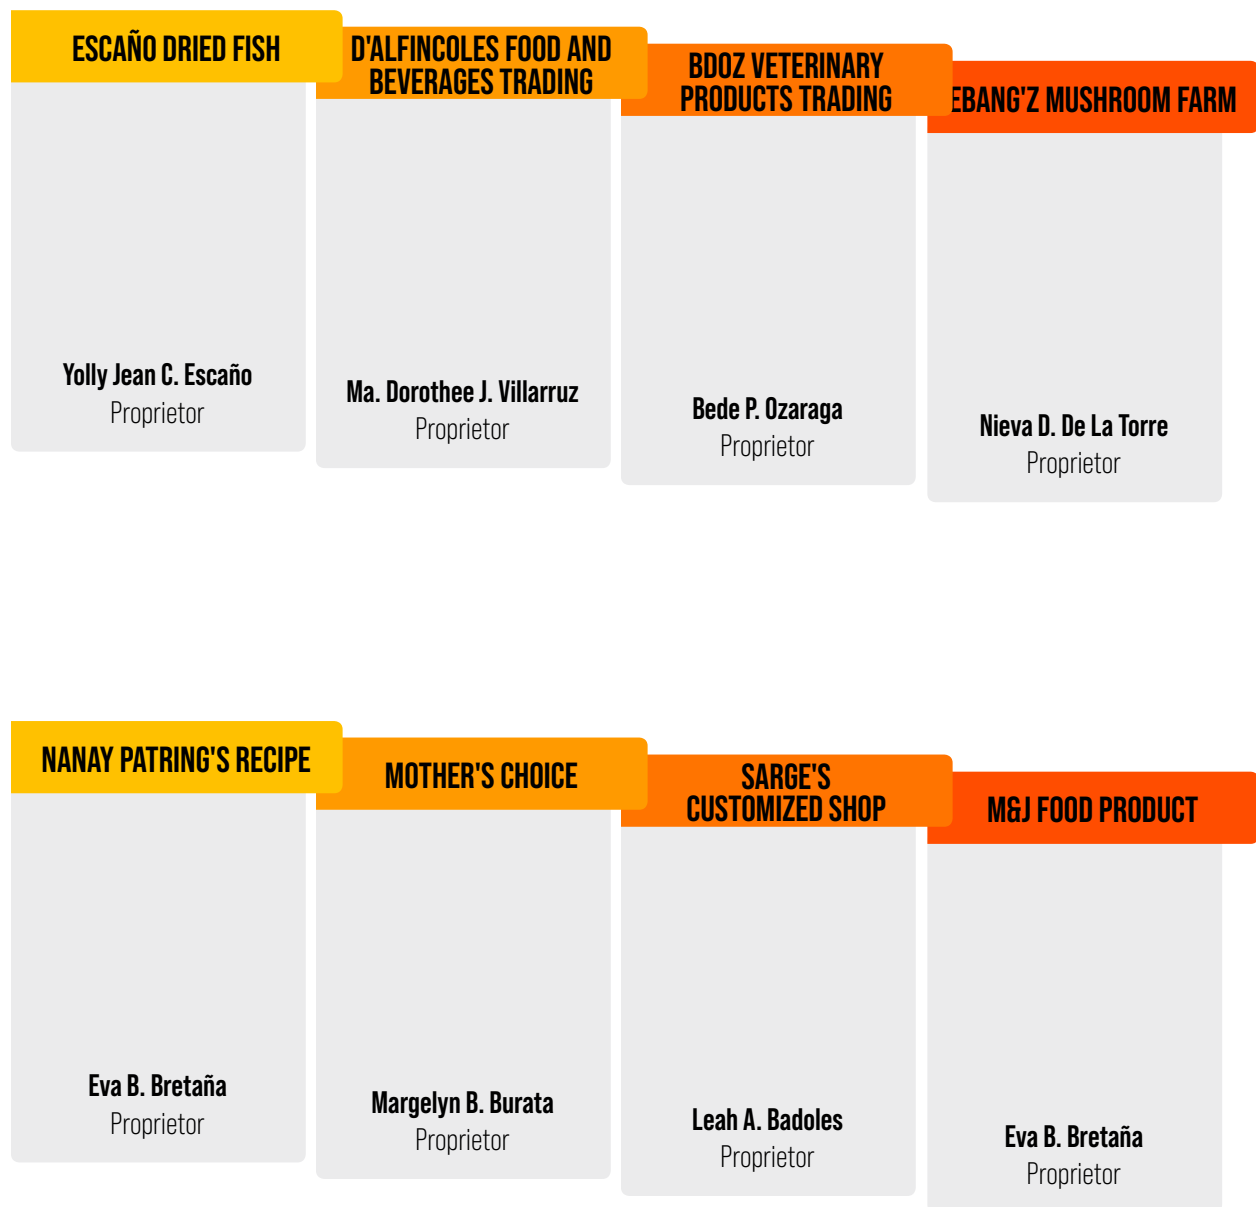 ESCAÑO DRIED FISH
Yolly Jean C. Escaño
Proprietor
D'ALFINCOLES FOOD AND
BEVERAGES TRADING
Ma. Dorothee J. Villarruz
Proprietor
BDOZ VETERINARY
PRODUCTS TRADING
Bede P. Ozaraga
Proprietor
EBANG'Z MUSHROOM FARM
Nieva D. De La Torre
Proprietor
NANAY PATRING'S RECIPE
Eva B. Bretaña
Proprietor
MOTHER'S CHOICE
Margelyn B. Burata
Proprietor
SARGE'S
CUSTOMIZED SHOP
Leah A. Badoles
Proprietor
M&J FOOD PRODUCT
Eva B. Bretaña
Proprietor